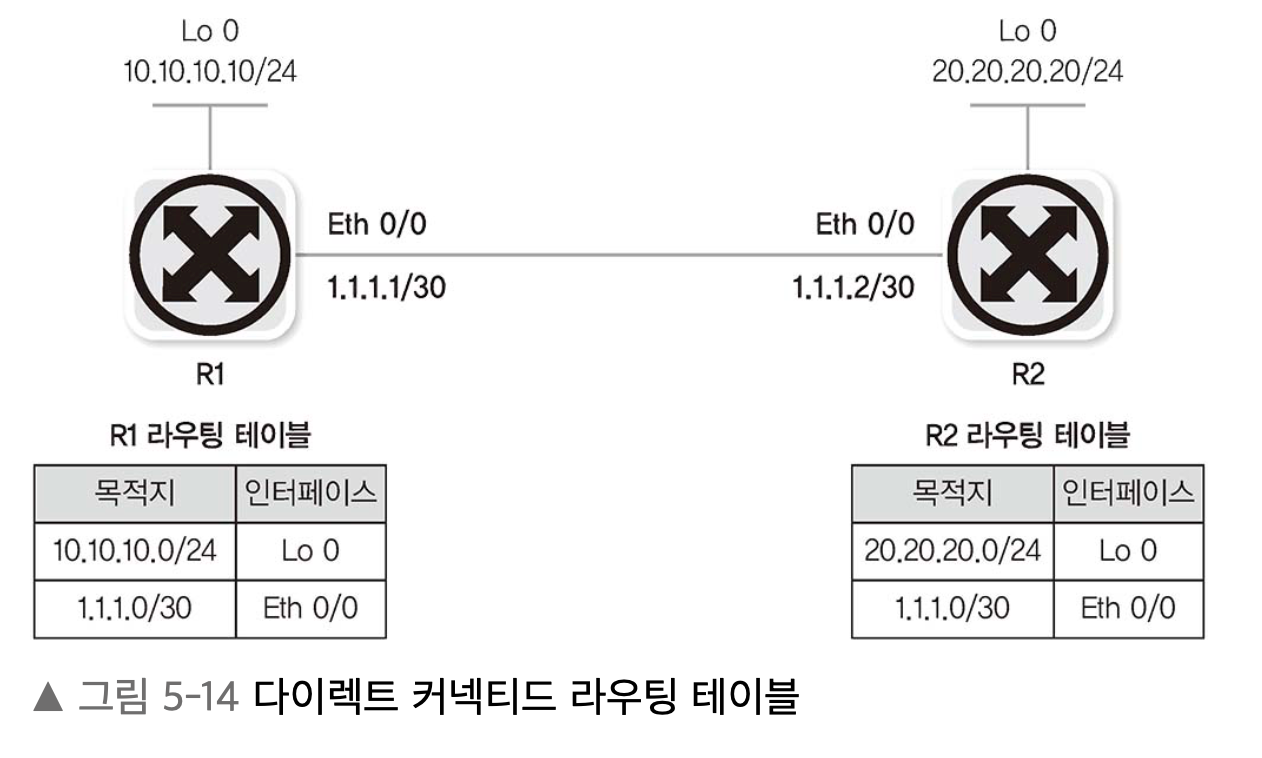 Lo 0
10.10.10.10/24
Lo 0
20.20.20.20/24
Eth 0/0
1.1.1.1/30
Eth 0/0
1.1.1.2/30
R1
R2
R1 라우팅 테이블
목적지 인터페이스
10.10.10.0/24 Lo 0
1.1.1.0/30 Eth 0/0
R2 라우팅 테이블
목적지 인터페이스
20.20.20.0/24 Lo 0
1.1.1.0/30 Eth 0/0
▲ 그림 5-14 다이렉트 커넥티드 라우팅 테이블